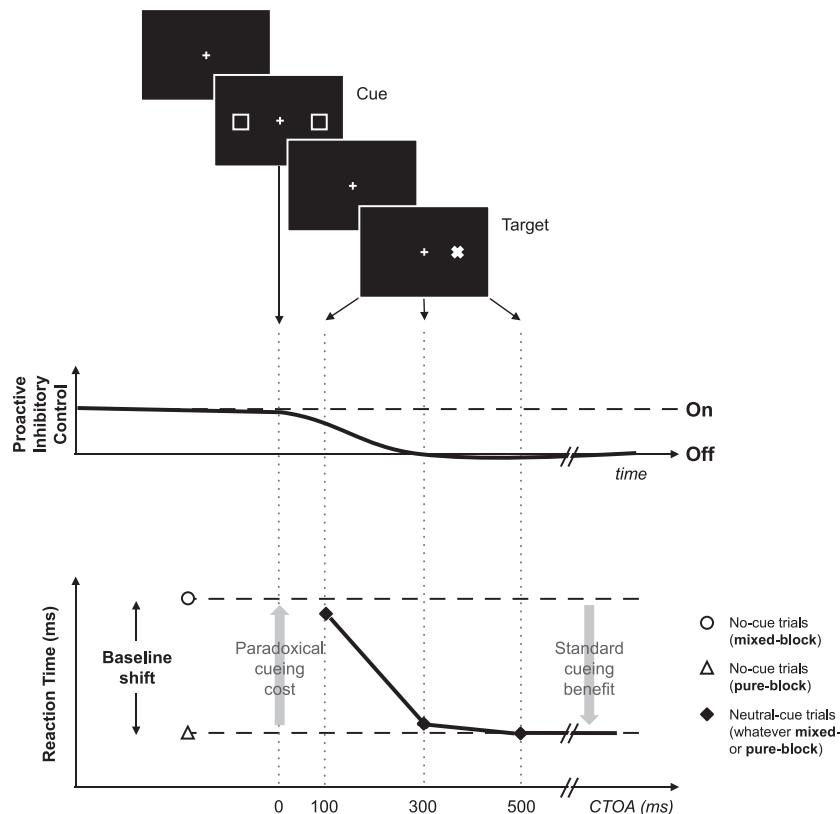 Cue
Target
Proactive
Inhibitory
Control
On
Off
time
Reaction Time (ms)
Baseline
shift
Paradoxical
cueing
cost
Standard
cueing
benefit
No-cue trials
(mixed-block)
No-cue trials
(pure-block)
Neutral-cue trials
(whatever mixed-
or pure-block)
0 100 300 500 CTOA (ms)